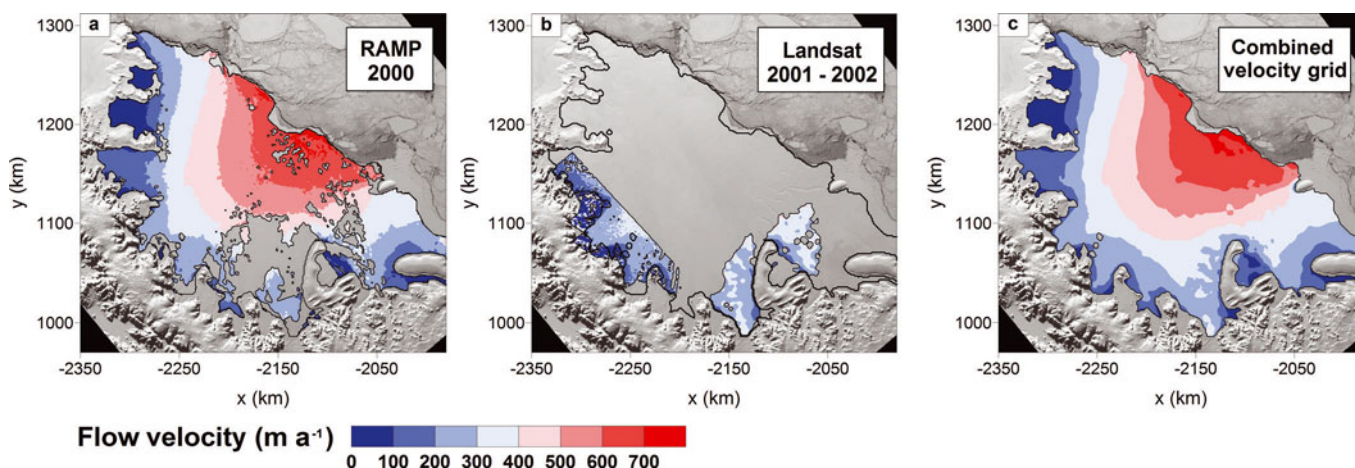 a
RAMP
2000
1300
1200
1100
1000
y (km)
-2350
-2250
-2150
-2050
x (km)
b
Landsat
2001 - 2002
1300
1200
1100
1000
y (km)
-2350
-2250
-2150
-2050
x (km)
c
Combined
velocity grid
1300
1200
1100
1000
y (km)
-2350
-2250
-2150
-2050
x (km)
Flow velocity (m a⁻¹)
0 100 200 300 400 500 600 700